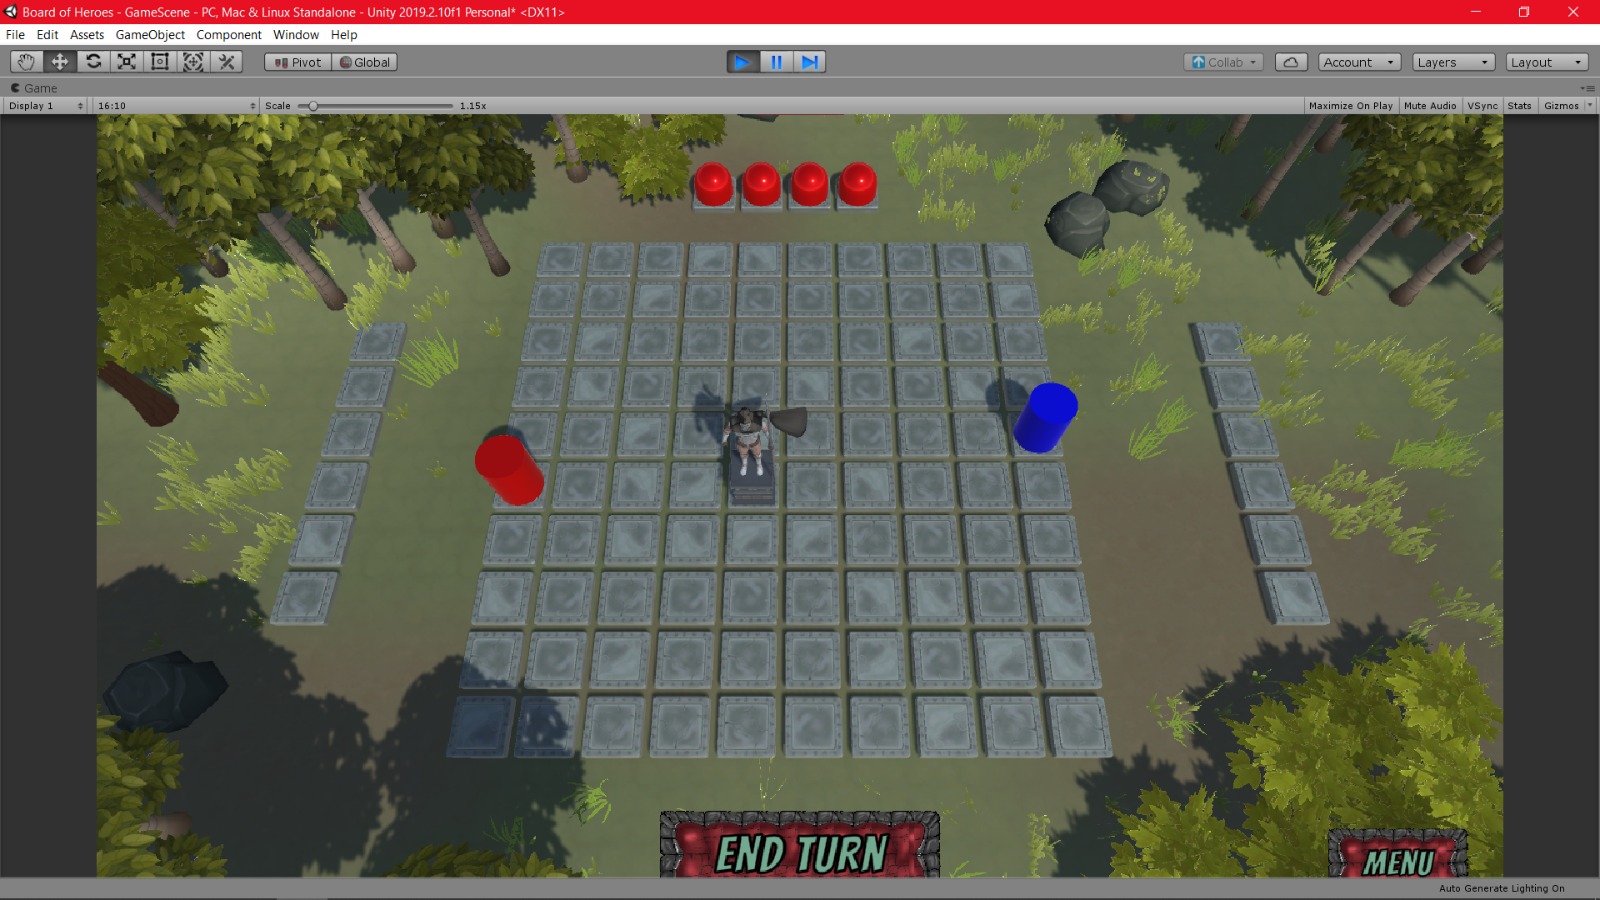 Board of Heroes - GameScene - PC, Mac & Linux Standalone - Unity 2019.2.10f1 Personal* <DX11>
File Edit Assets GameObject Component Window Help
Pivot Global Collab Account Layers Layout
Game
Display 1 16:10 Scale 1.15x Maximize On Play Mute Audio VSync Stats Gizmos
END TURN
MENU
Auto Generate Lighting On